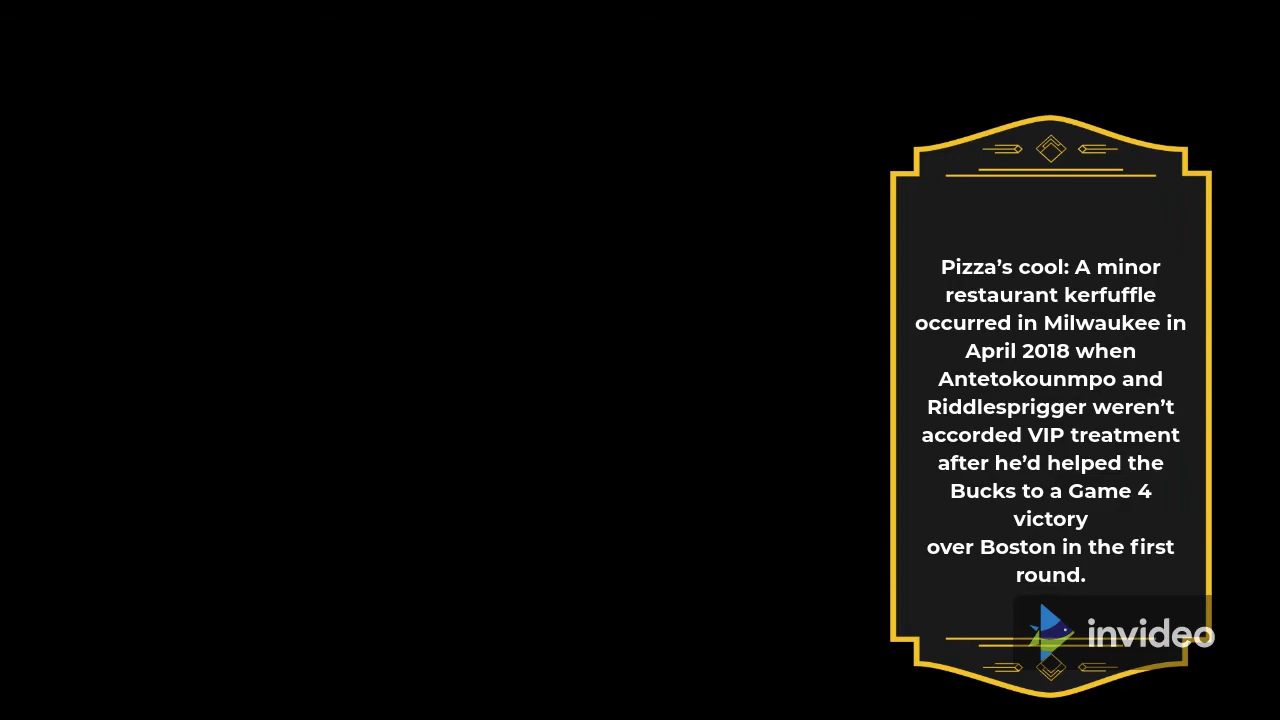 Pizza’s cool: A minor
restaurant kerfuffle
occurred in Milwaukee in
April 2018 when
Antetokounmpo and
Riddlesprigger weren’t
accorded VIP treatment
after he’d helped the
Bucks to a Game 4
victory
over Boston in the first
round.
invideo